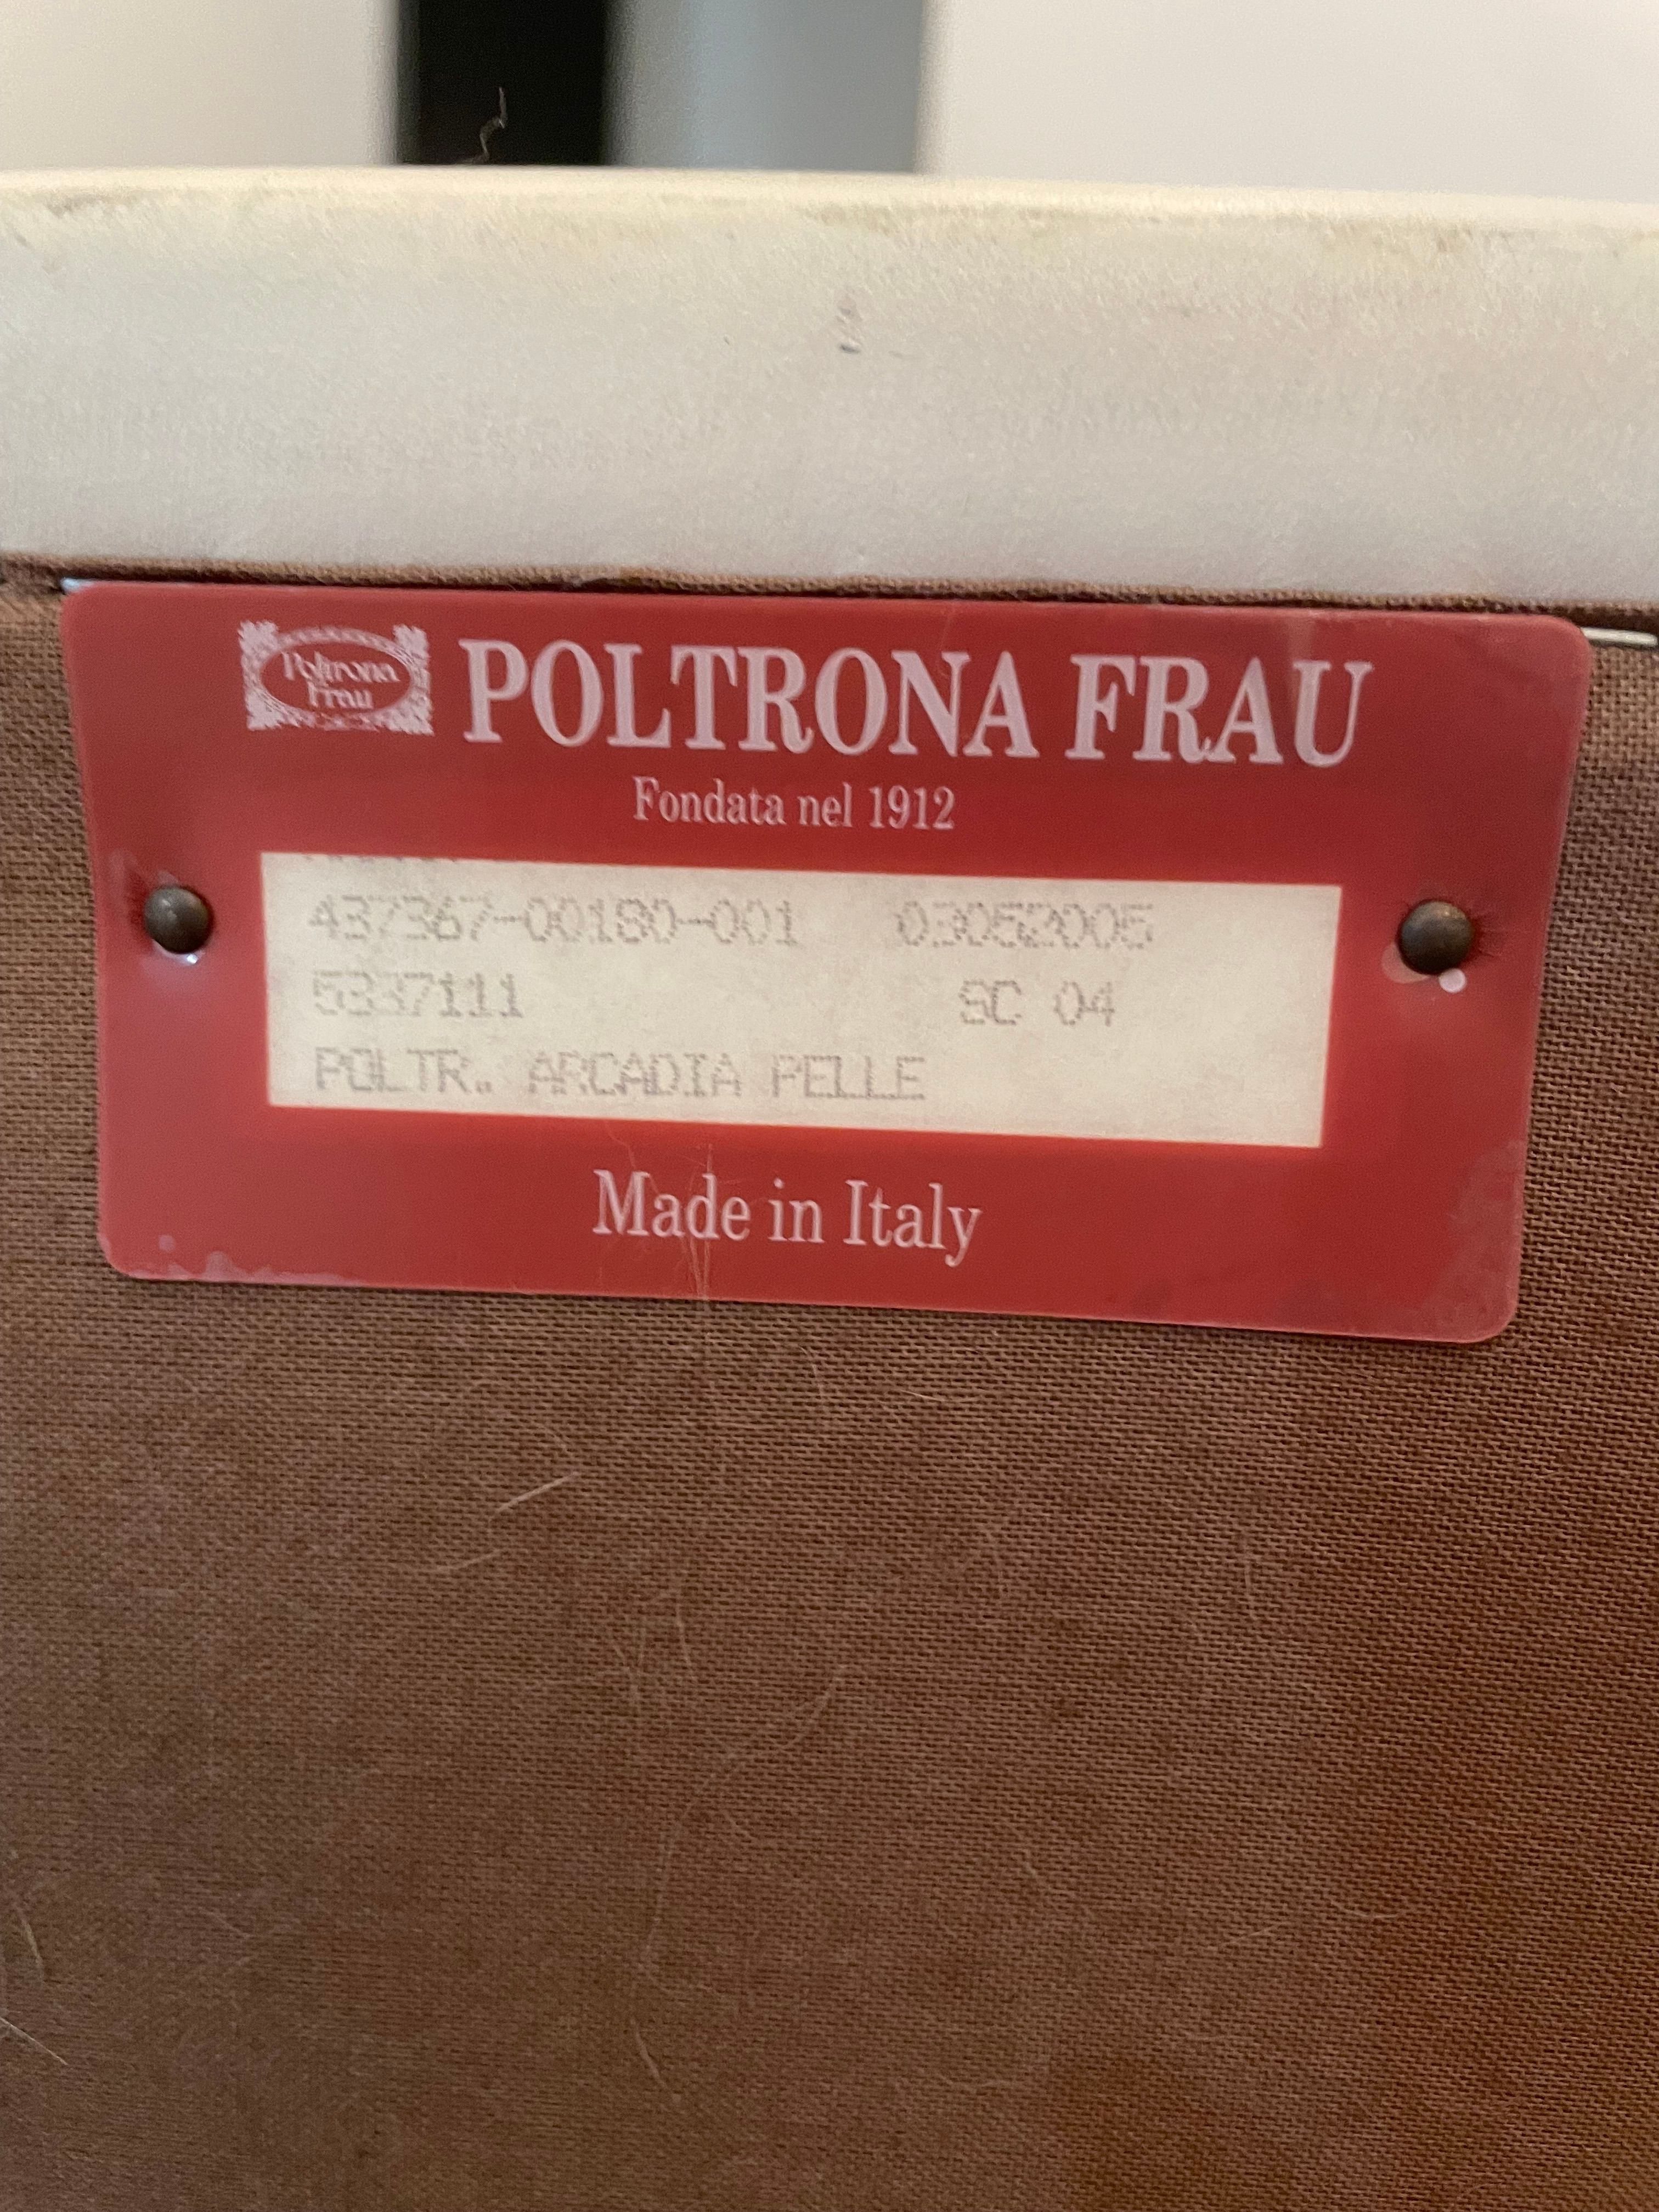 Poltrona
Frau
POLTRONA FRAU
Fondata nel 1912
437367-00180-001 03052005
5337111 SC 04
POLTR. ARCADIA PELLE
Made in Italy